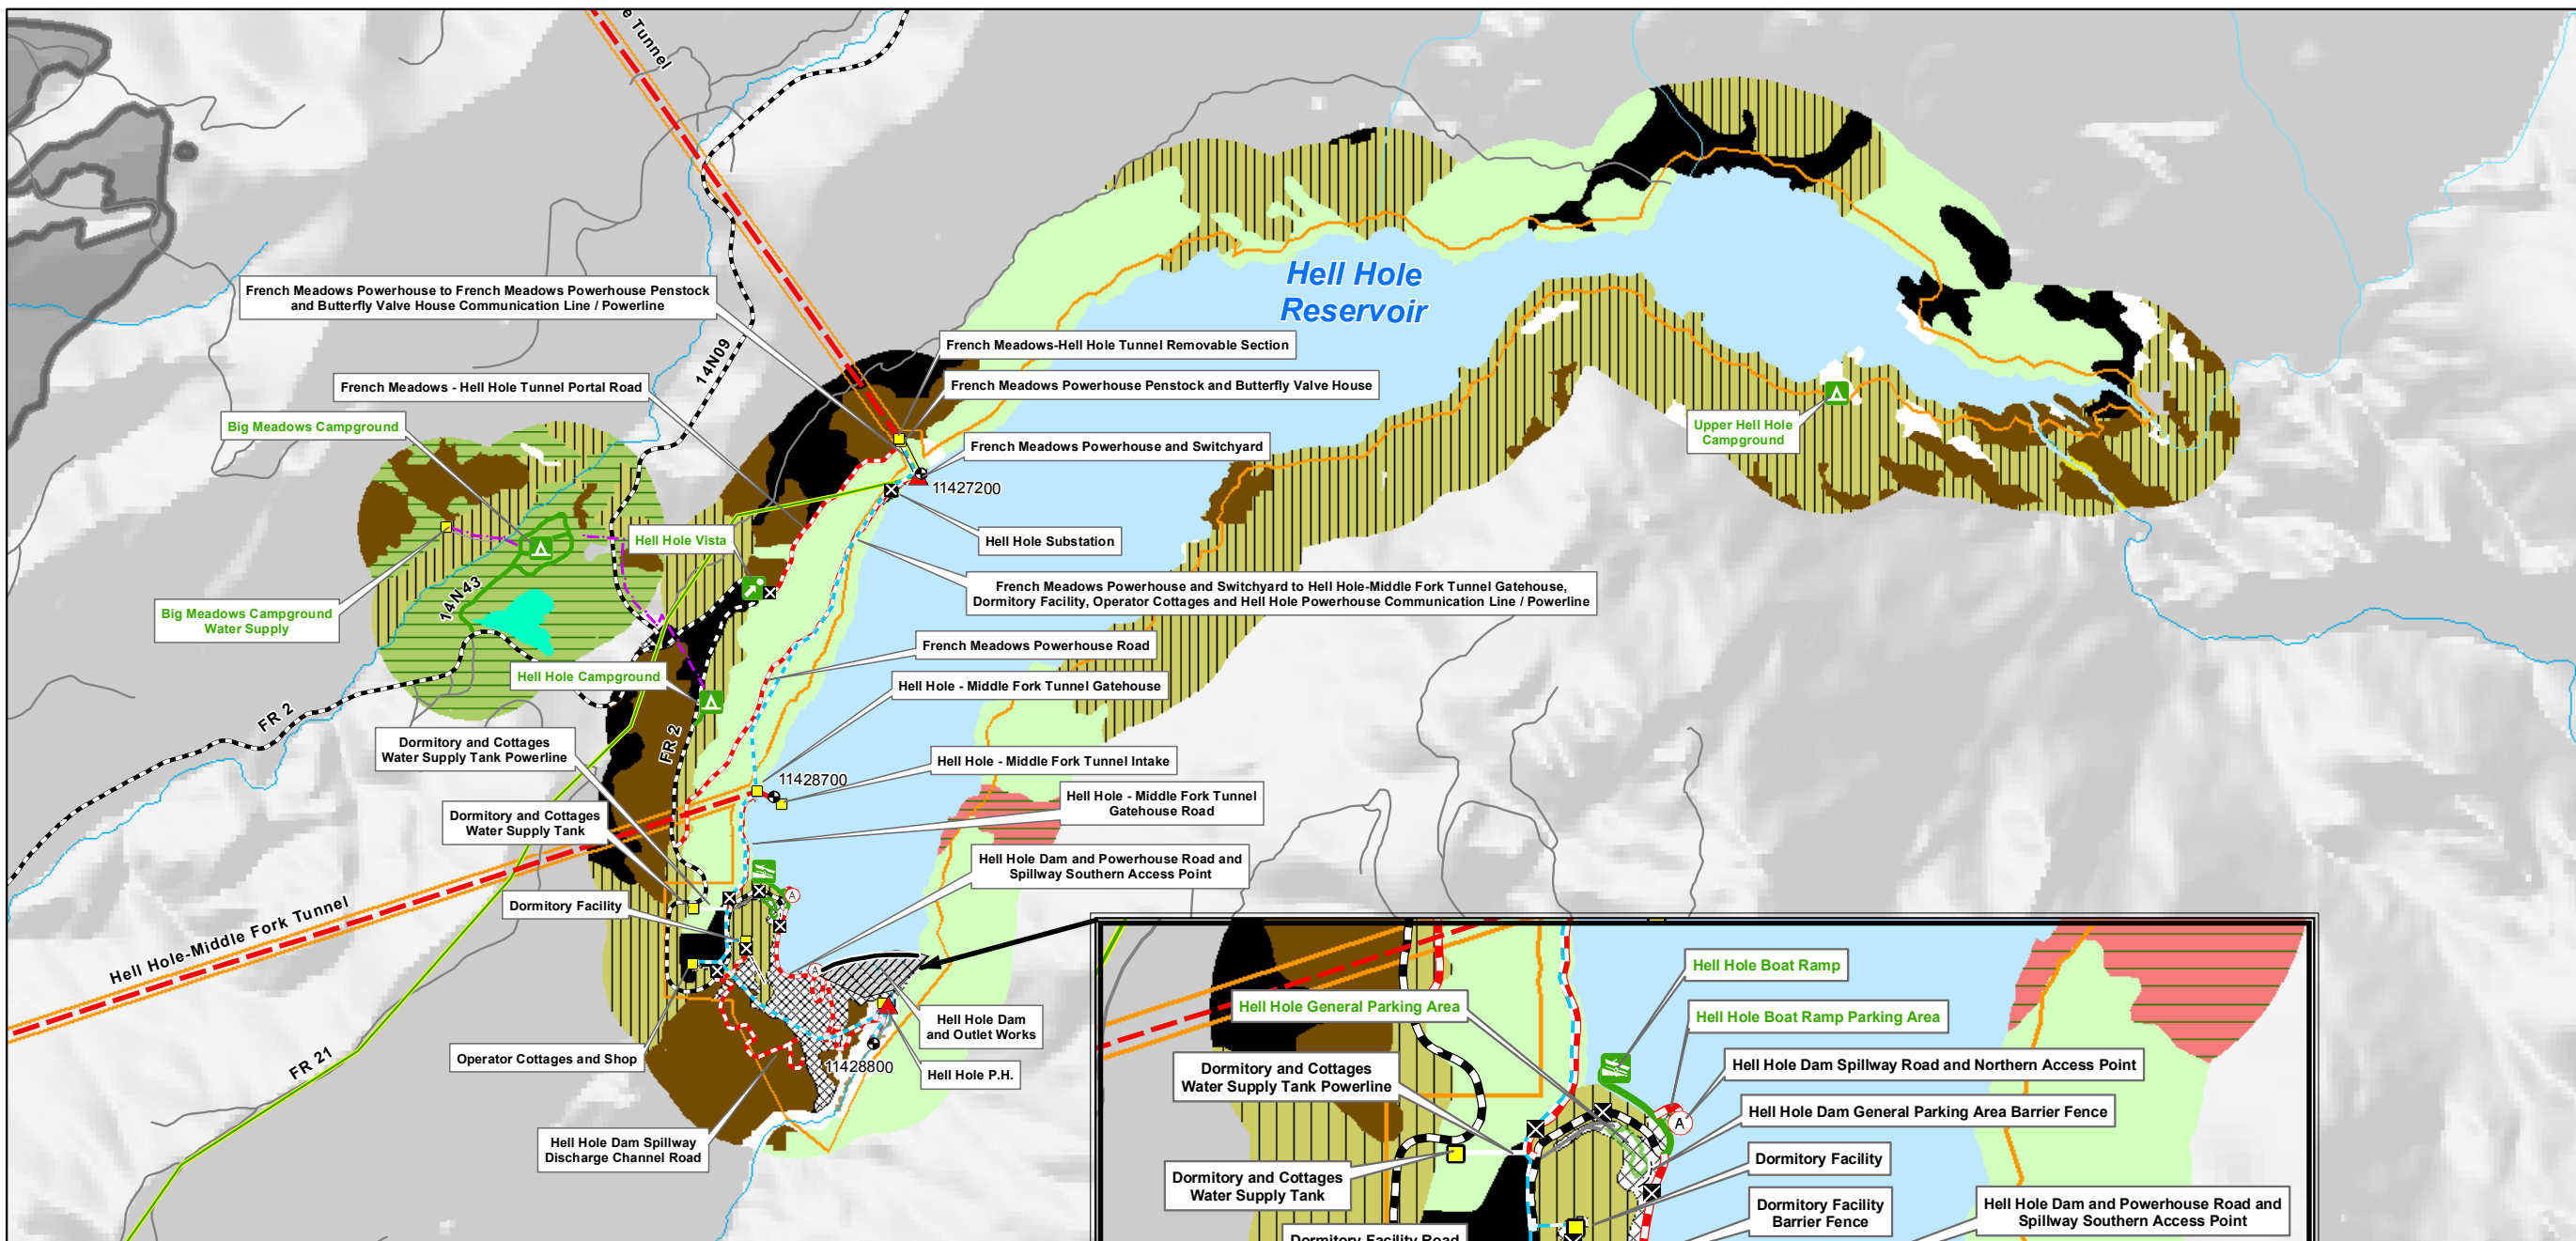 e Tunnel
Hell Hole
Reservoir
French Meadows Powerhouse to French Meadows Powerhouse Penstock
and Butterfly Valve House Communication Line / Powerline
French Meadows-Hell Hole Tunnel Removable Section
14N09
French Meadows - Hell Hole Tunnel Portal Road
French Meadows Powerhouse Penstock and Butterfly Valve House
Big Meadows Campground
Upper Hell Hole
Campground
French Meadows Powerhouse and Switchyard
11427200
Hell Hole Vista
Hell Hole Substation
14N43
Big Meadows Campground
Water Supply
French Meadows Powerhouse and Switchyard to Hell Hole-Middle Fork Tunnel Gatehouse,
Dormitory Facility, Operator Cottages and Hell Hole Powerhouse Communication Line / Powerline
French Meadows Powerhouse Road
Hell Hole Campground
Hell Hole - Middle Fork Tunnel Gatehouse
FR 2
FR 2
Dormitory and Cottages
Water Supply Tank Powerline
Hell Hole - Middle Fork Tunnel Intake
11428700
Hell Hole - Middle Fork Tunnel
Gatehouse Road
Dormitory and Cottages
Water Supply Tank
Hell Hole Dam and Powerhouse Road and
Spillway Southern Access Point
A
Dormitory Facility
Hell Hole-Middle Fork Tunnel
A
Hell Hole Dam
and Outlet Works
Operator Cottages and Shop
FR 21
11428800
Hell Hole P.H.
Hell Hole Dam Spillway
Discharge Channel Road
Hell Hole Boat Ramp
Hell Hole General Parking Area
Hell Hole Boat Ramp Parking Area
Dormitory and Cottages
Water Supply Tank Powerline
Hell Hole Dam Spillway Road and Northern Access Point
Hell Hole Dam General Parking Area Barrier Fence
A
Dormitory Facility
Dormitory and Cottages
Water Supply Tank
Dormitory Facility
Barrier Fence
Hell Hole Dam and Powerhouse Road and
Spillway Southern Access Point
Dormitory Facility Road